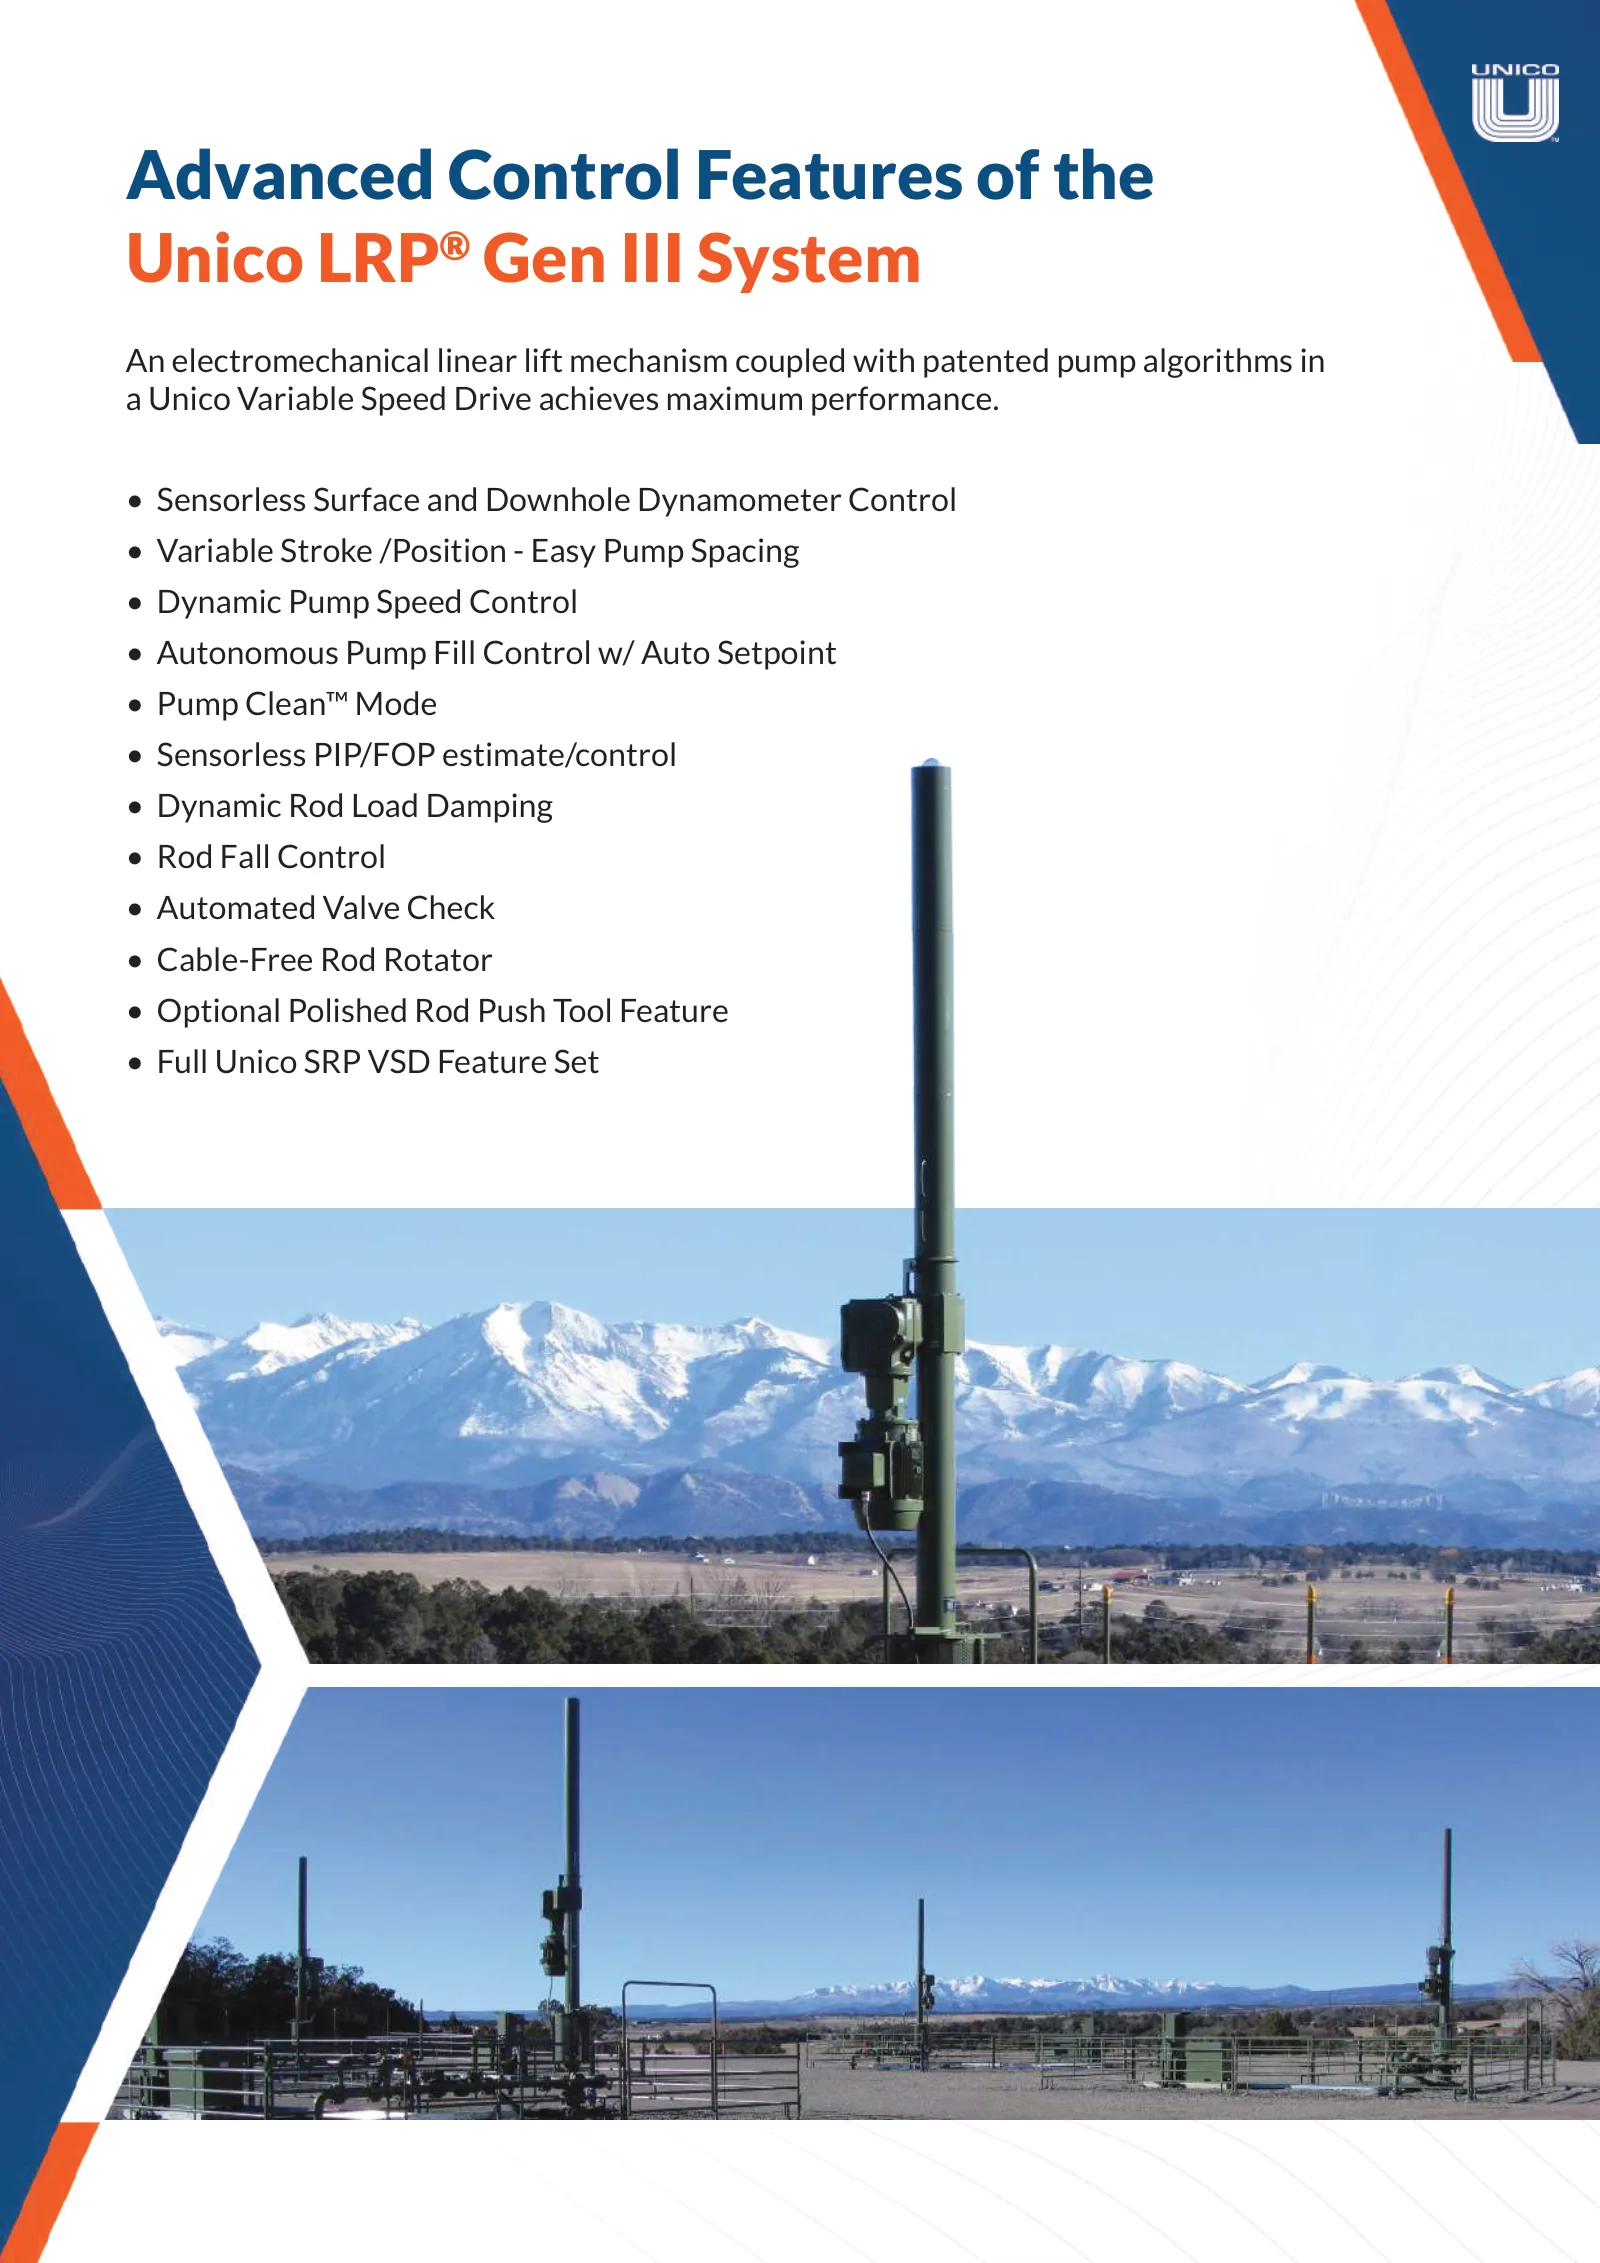 UNICO
Advanced Control Features of the
Unico LRP® Gen III System
An electromechanical linear lift mechanism coupled with patented pump algorithms in
a Unico Variable Speed Drive achieves maximum performance.
• Sensorless Surface and Downhole Dynamometer Control
• Variable Stroke /Position - Easy Pump Spacing
• Dynamic Pump Speed Control
• Autonomous Pump Fill Control w/ Auto Setpoint
• Pump Clean™ Mode
• Sensorless PIP/FOP estimate/control
• Dynamic Rod Load Damping
• Rod Fall Control
• Automated Valve Check
• Cable-Free Rod Rotator
• Optional Polished Rod Push Tool Feature
• Full Unico SRP VSD Feature Set